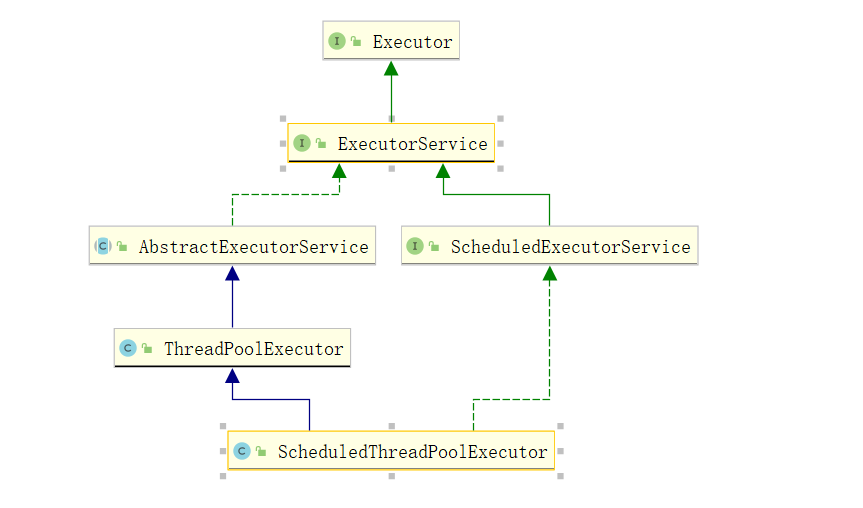 I Executor
I ExecutorService
C AbstractExecutorService
I ScheduledExecutorService
C ThreadPoolExecutor
C ScheduledThreadPoolExecutor